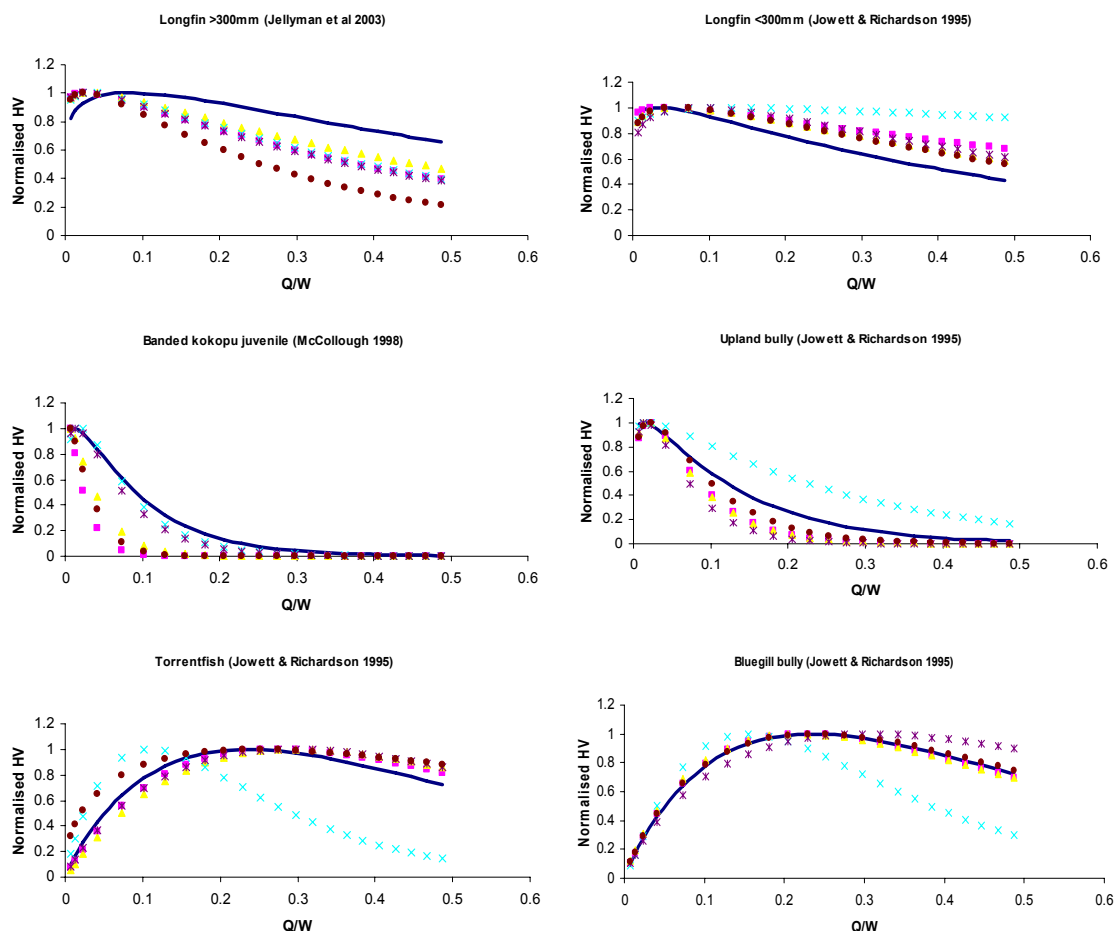 Longfin >300mm (Jellyman et al 2003)
Normalised HV
1.2
1
0.8
0.6
0.4
0.2
0
0 0.1 0.2 0.3 0.4 0.5 0.6
Q/W
Longfin <300mm (Jowett & Richardson 1995)
Normalised HV
1.2
1
0.8
0.6
0.4
0.2
0
0 0.1 0.2 0.3 0.4 0.5 0.6
Q/W
Banded kokopu juvenile (McCollough 1998)
Normalised HV
1.2
1
0.8
0.6
0.4
0.2
0
0 0.1 0.2 0.3 0.4 0.5 0.6
Q/W
Upland bully (Jowett & Richardson 1995)
Normalised HV
1.2
1
0.8
0.6
0.4
0.2
0
0 0.1 0.2 0.3 0.4 0.5 0.6
Q/W
Torrentfish (Jowett & Richardson 1995)
Normalised HV
1.2
1
0.8
0.6
0.4
0.2
0
0 0.1 0.2 0.3 0.4 0.5 0.6
Q/W
Bluegill bully (Jowett & Richardson 1995)
Normalised HV
1.2
1
0.8
0.6
0.4
0.2
0
0 0.1 0.2 0.3 0.4 0.5 0.6
Q/W